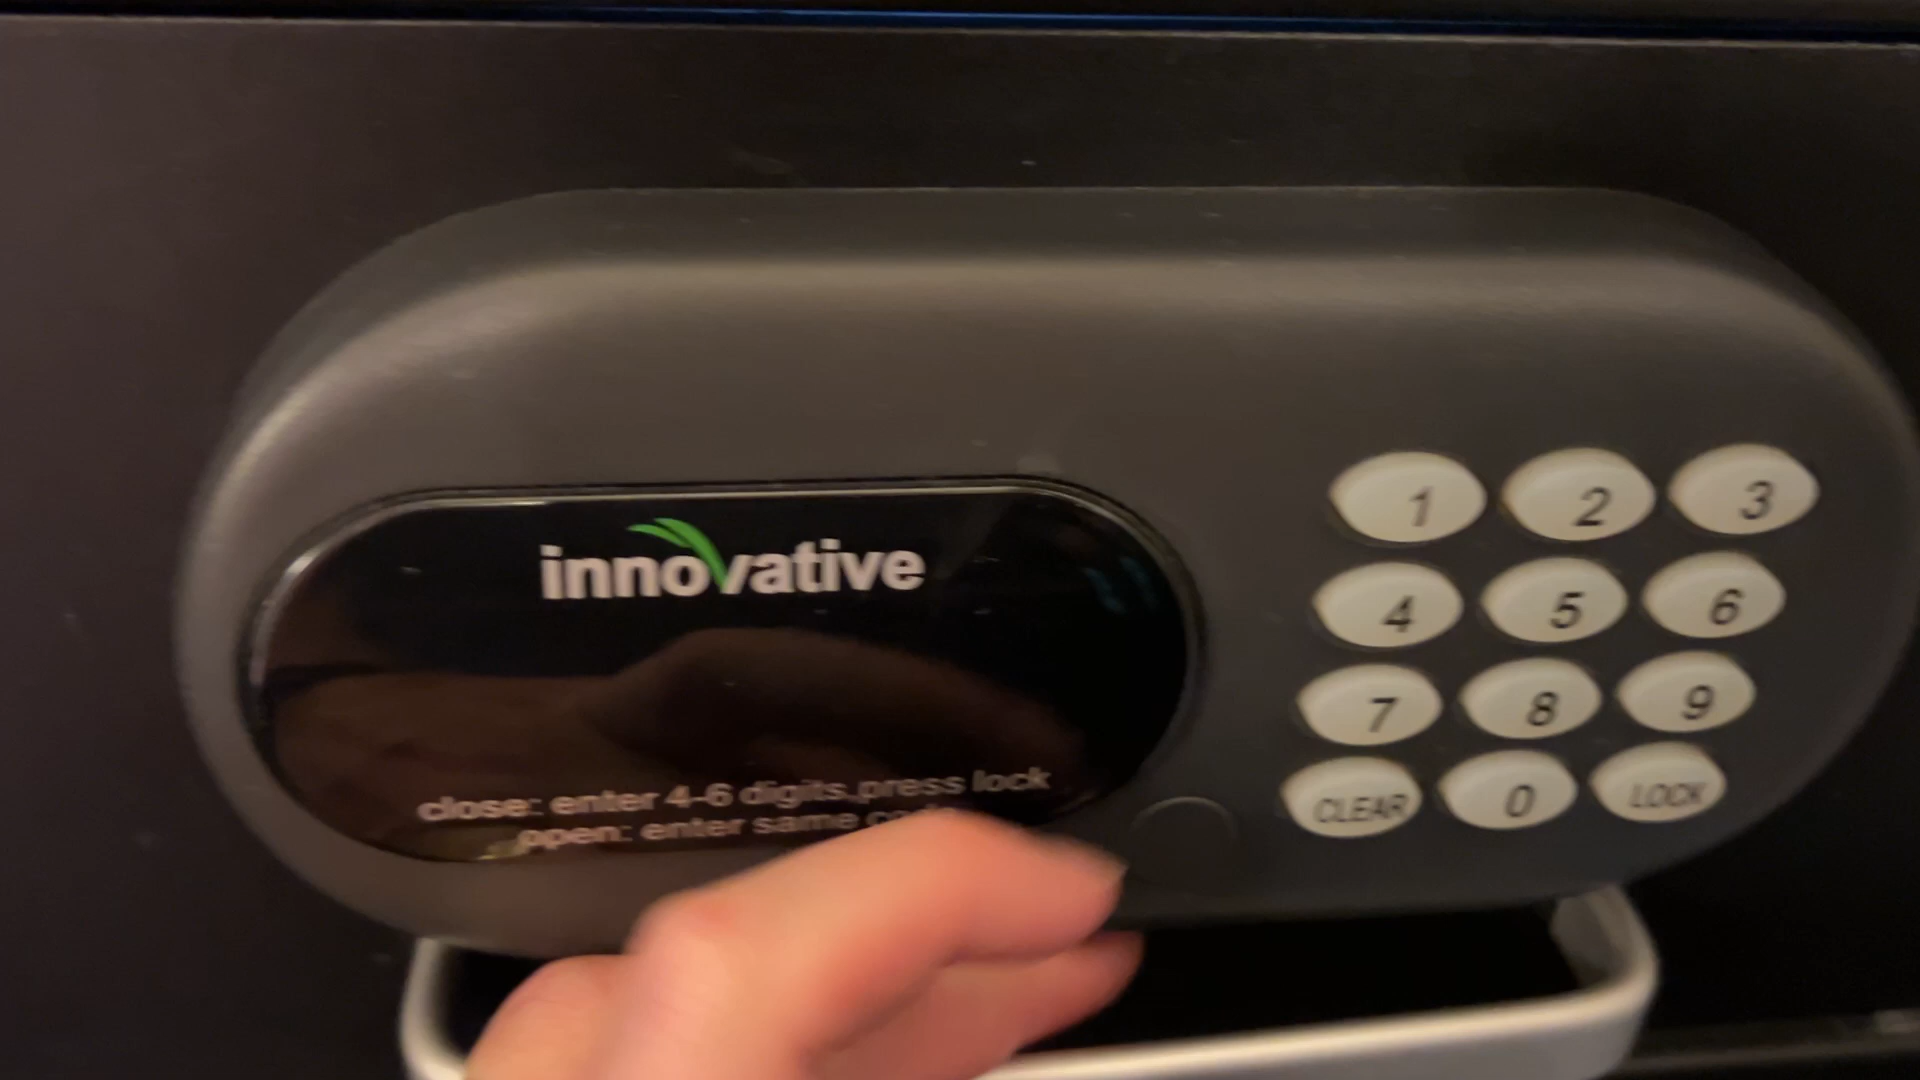 innovative
close: enter 4-6 digits,press lock
open: enter same
1 2 3
4 5 6
7 8 9
CLEAR 0 LOCK